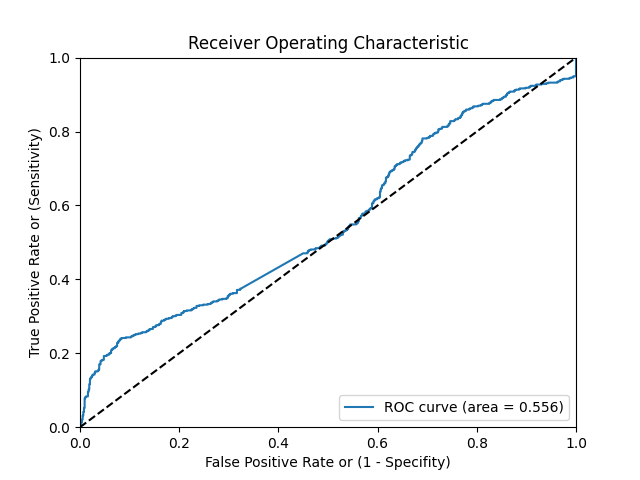 Receiver Operating Characteristic
1.0
0.8
0.6
0.4
0.2
0.0
True Positive Rate or (Sensitivity)
ROC curve (area = 0.556)
0.0 0.2 0.4 0.6 0.8 1.0
False Positive Rate or (1 - Specifity)